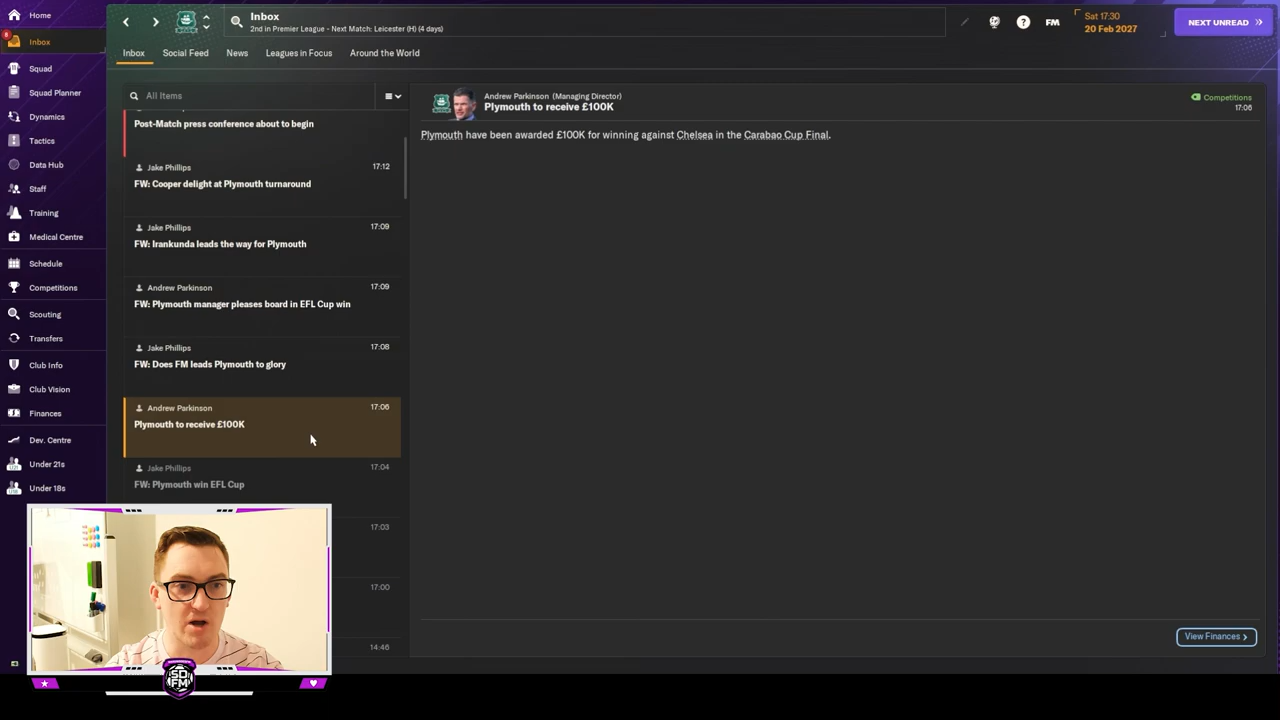 Home
Inbox
2nd in Premier League - Next Match: Leicester (H) (4 days)
FM
Sat 17:30
20 Feb 2027
NEXT UNREAD
8
Inbox
Inbox
Social Feed
News
Leagues in Focus
Around the World
Squad
Squad Planner
Dynamics
Tactics
Data Hub
Staff
Training
Medical Centre
Schedule
Competitions
Scouting
Transfers
Club Info
Club Vision
Finances
Dev. Centre
Under 21s
Under 18s
All Items
Post-Match press conference about to begin
Jake Phillips
17:12
FW: Cooper delight at Plymouth turnaround
Jake Phillips
17:09
FW: Irankunda leads the way for Plymouth
Andrew Parkinson
17:09
FW: Plymouth manager pleases board in EFL Cup win
Jake Phillips
17:08
FW: Does FM leads Plymouth to glory
Andrew Parkinson
17:06
Plymouth to receive £100K
Jake Phillips
17:04
FW: Plymouth win EFL Cup
17:03
17:00
14:46
Andrew Parkinson (Managing Director)
Plymouth to receive £100K
Competitions
17:06
Plymouth have been awarded £100K for winning against Chelsea in the Carabao Cup Final.
View Finances
SD
FM